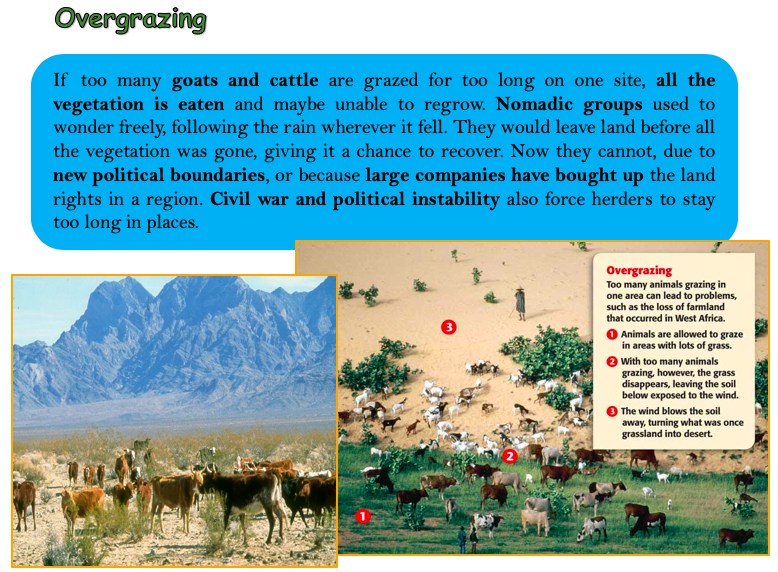 Overgrazing
If too many goats and cattle are grazed for too long on one site, all the
vegetation is eaten and maybe unable to regrow. Nomadic groups used to
wonder freely, following the rain wherever it fell. They would leave land before all
the vegetation was gone, giving it a chance to recover. Now they cannot, due to
new political boundaries, or because large companies have bought up the land
rights in a region. Civil war and political instability also force herders to stay
too long in places.
Overgrazing
Too many animals grazing in
one area can lead to problems,
such as the loss of farmland
that occurred in West Africa.
1 Animals are allowed to graze
in areas with lots of grass.
2 With too many animals
grazing, however, the grass
disappears, leaving the soil
below exposed to the wind.
3 The wind blows the soil
away, turning what was once
grassland into desert.
3
2
1